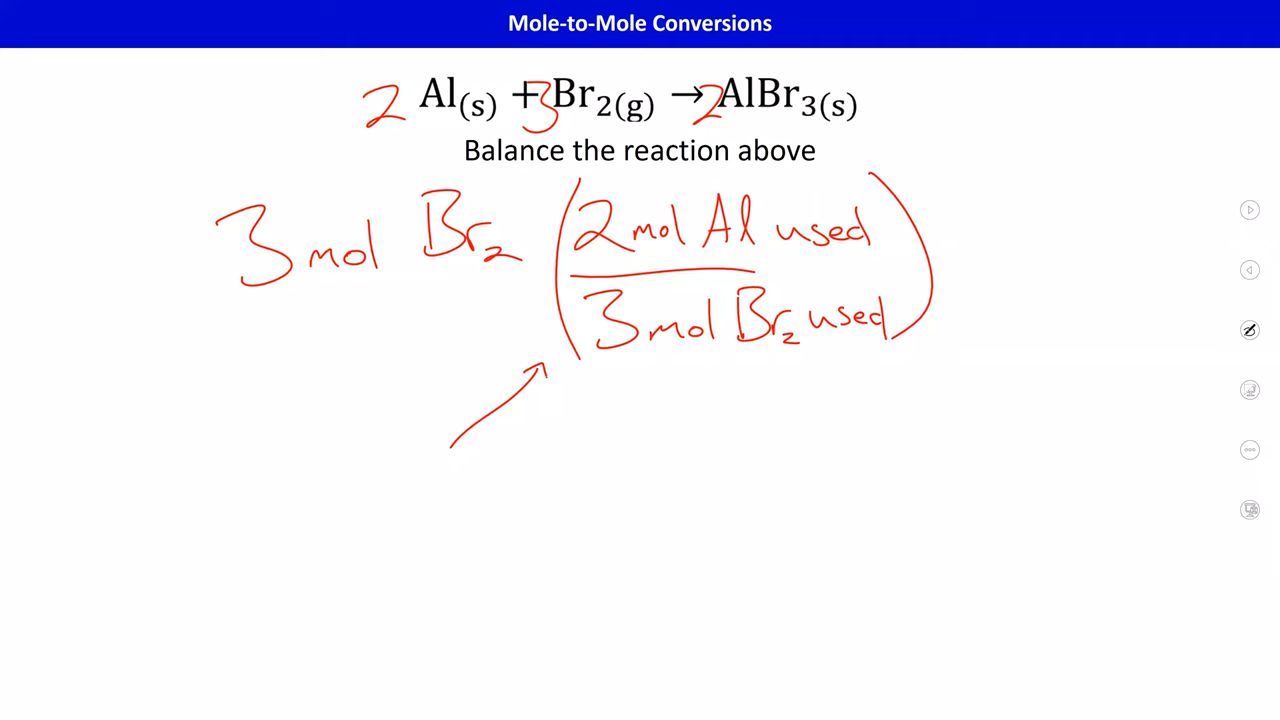 Mole-to-Mole Conversions
2 Al(s) + 3 Br2(g) → 2 AlBr3(s)
Balance the reaction above
3 mol Br2 (2 mol Al used
3 mol Br2 used)